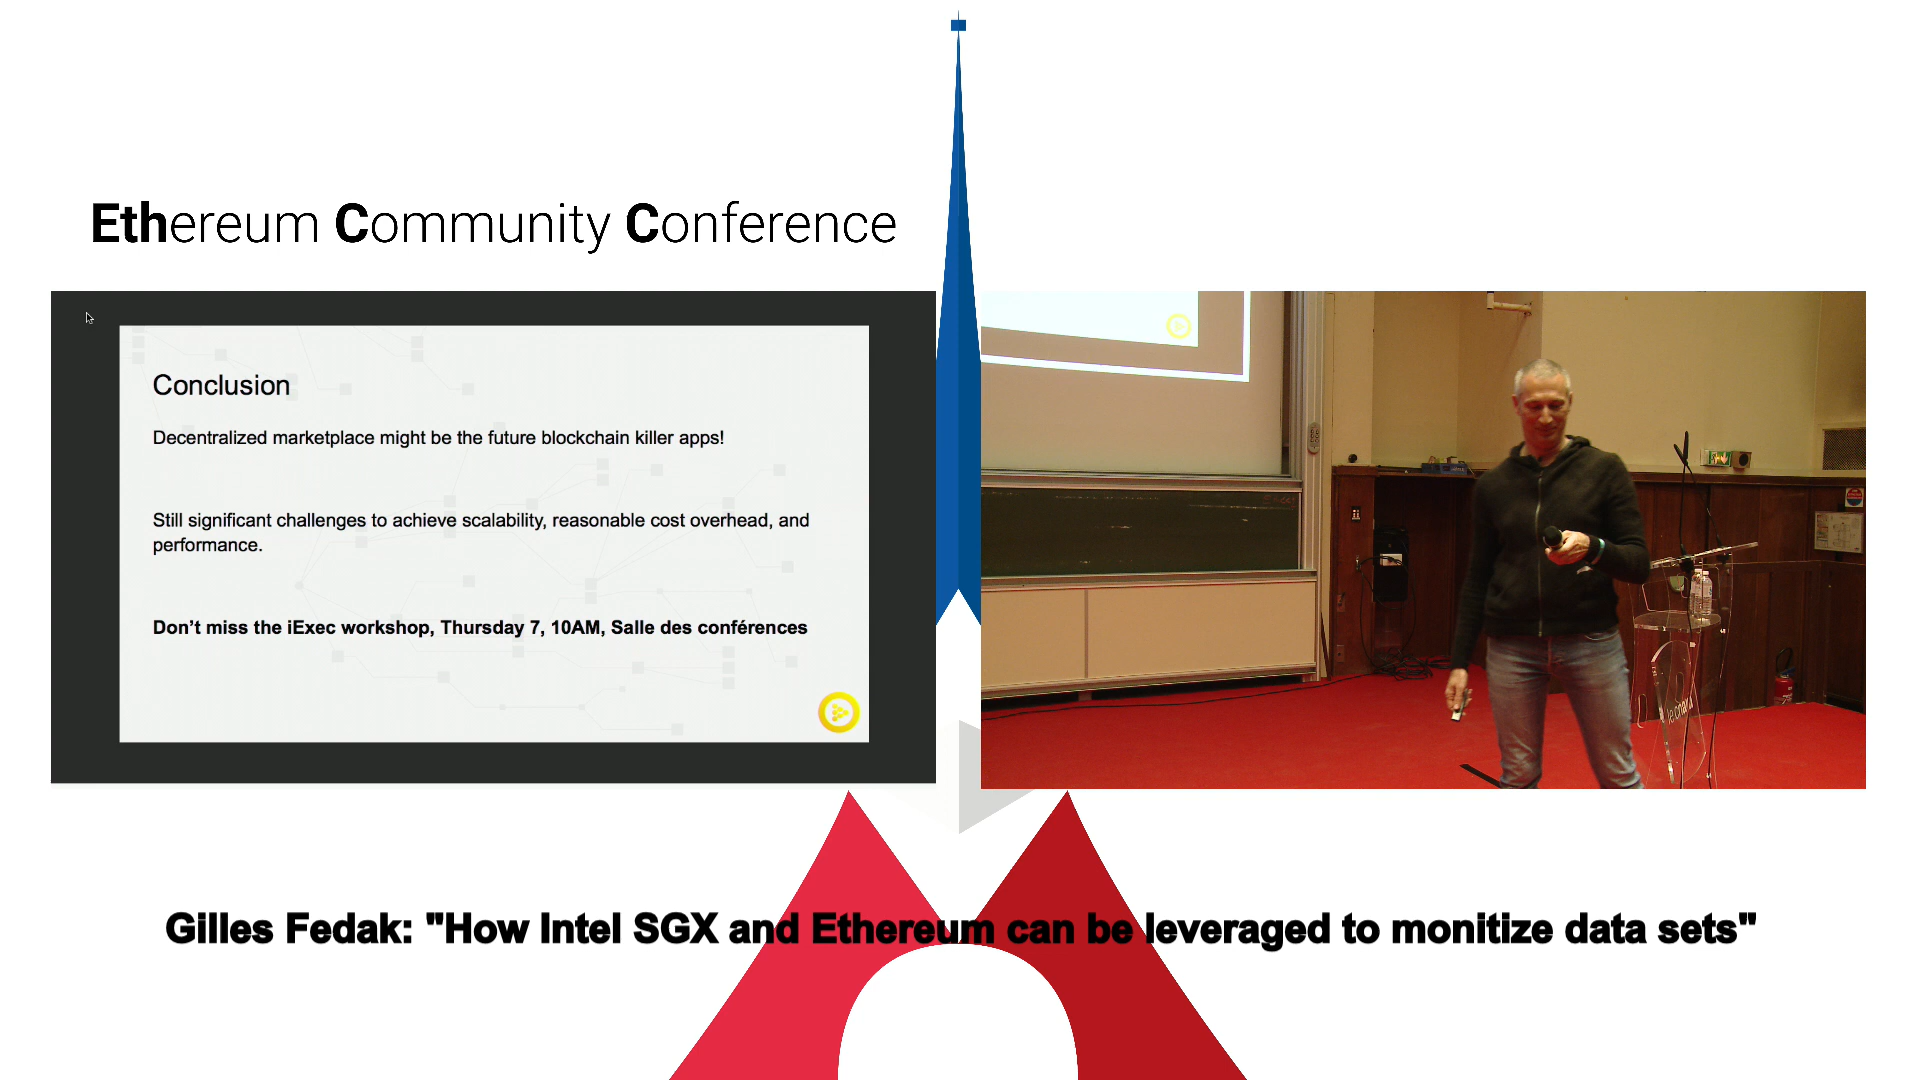 Ethereum Community Conference
Conclusion
Decentralized marketplace might be the future blockchain killer apps!
Still significant challenges to achieve scalability, reasonable cost overhead, and
performance.
Don’t miss the iExec workshop, Thursday 7, 10AM, Salle des conférences
Gilles Fedak: "How Intel SGX and Ethereum can be leveraged to monitize data sets"